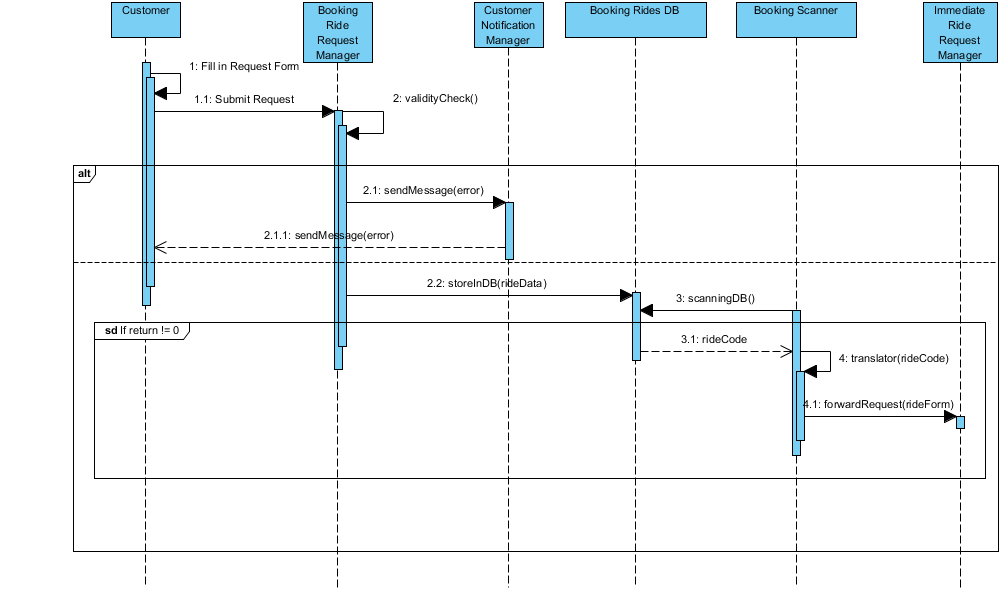 Customer
Booking
Ride
Request
Manager
Customer
Notification
Manager
Booking Rides DB
Booking Scanner
Immediate
Ride
Request
Manager
1: Fill in Request Form
1.1: Submit Request
2: validityCheck()
alt
2.1: sendMessage(error)
2.1.1: sendMessage(error)
2.2: storeInDB(rideData)
3: scanningDB()
sd If return != 0
3.1: rideCode
4: translator(rideCode)
4.1: forwardRequest(rideForm)